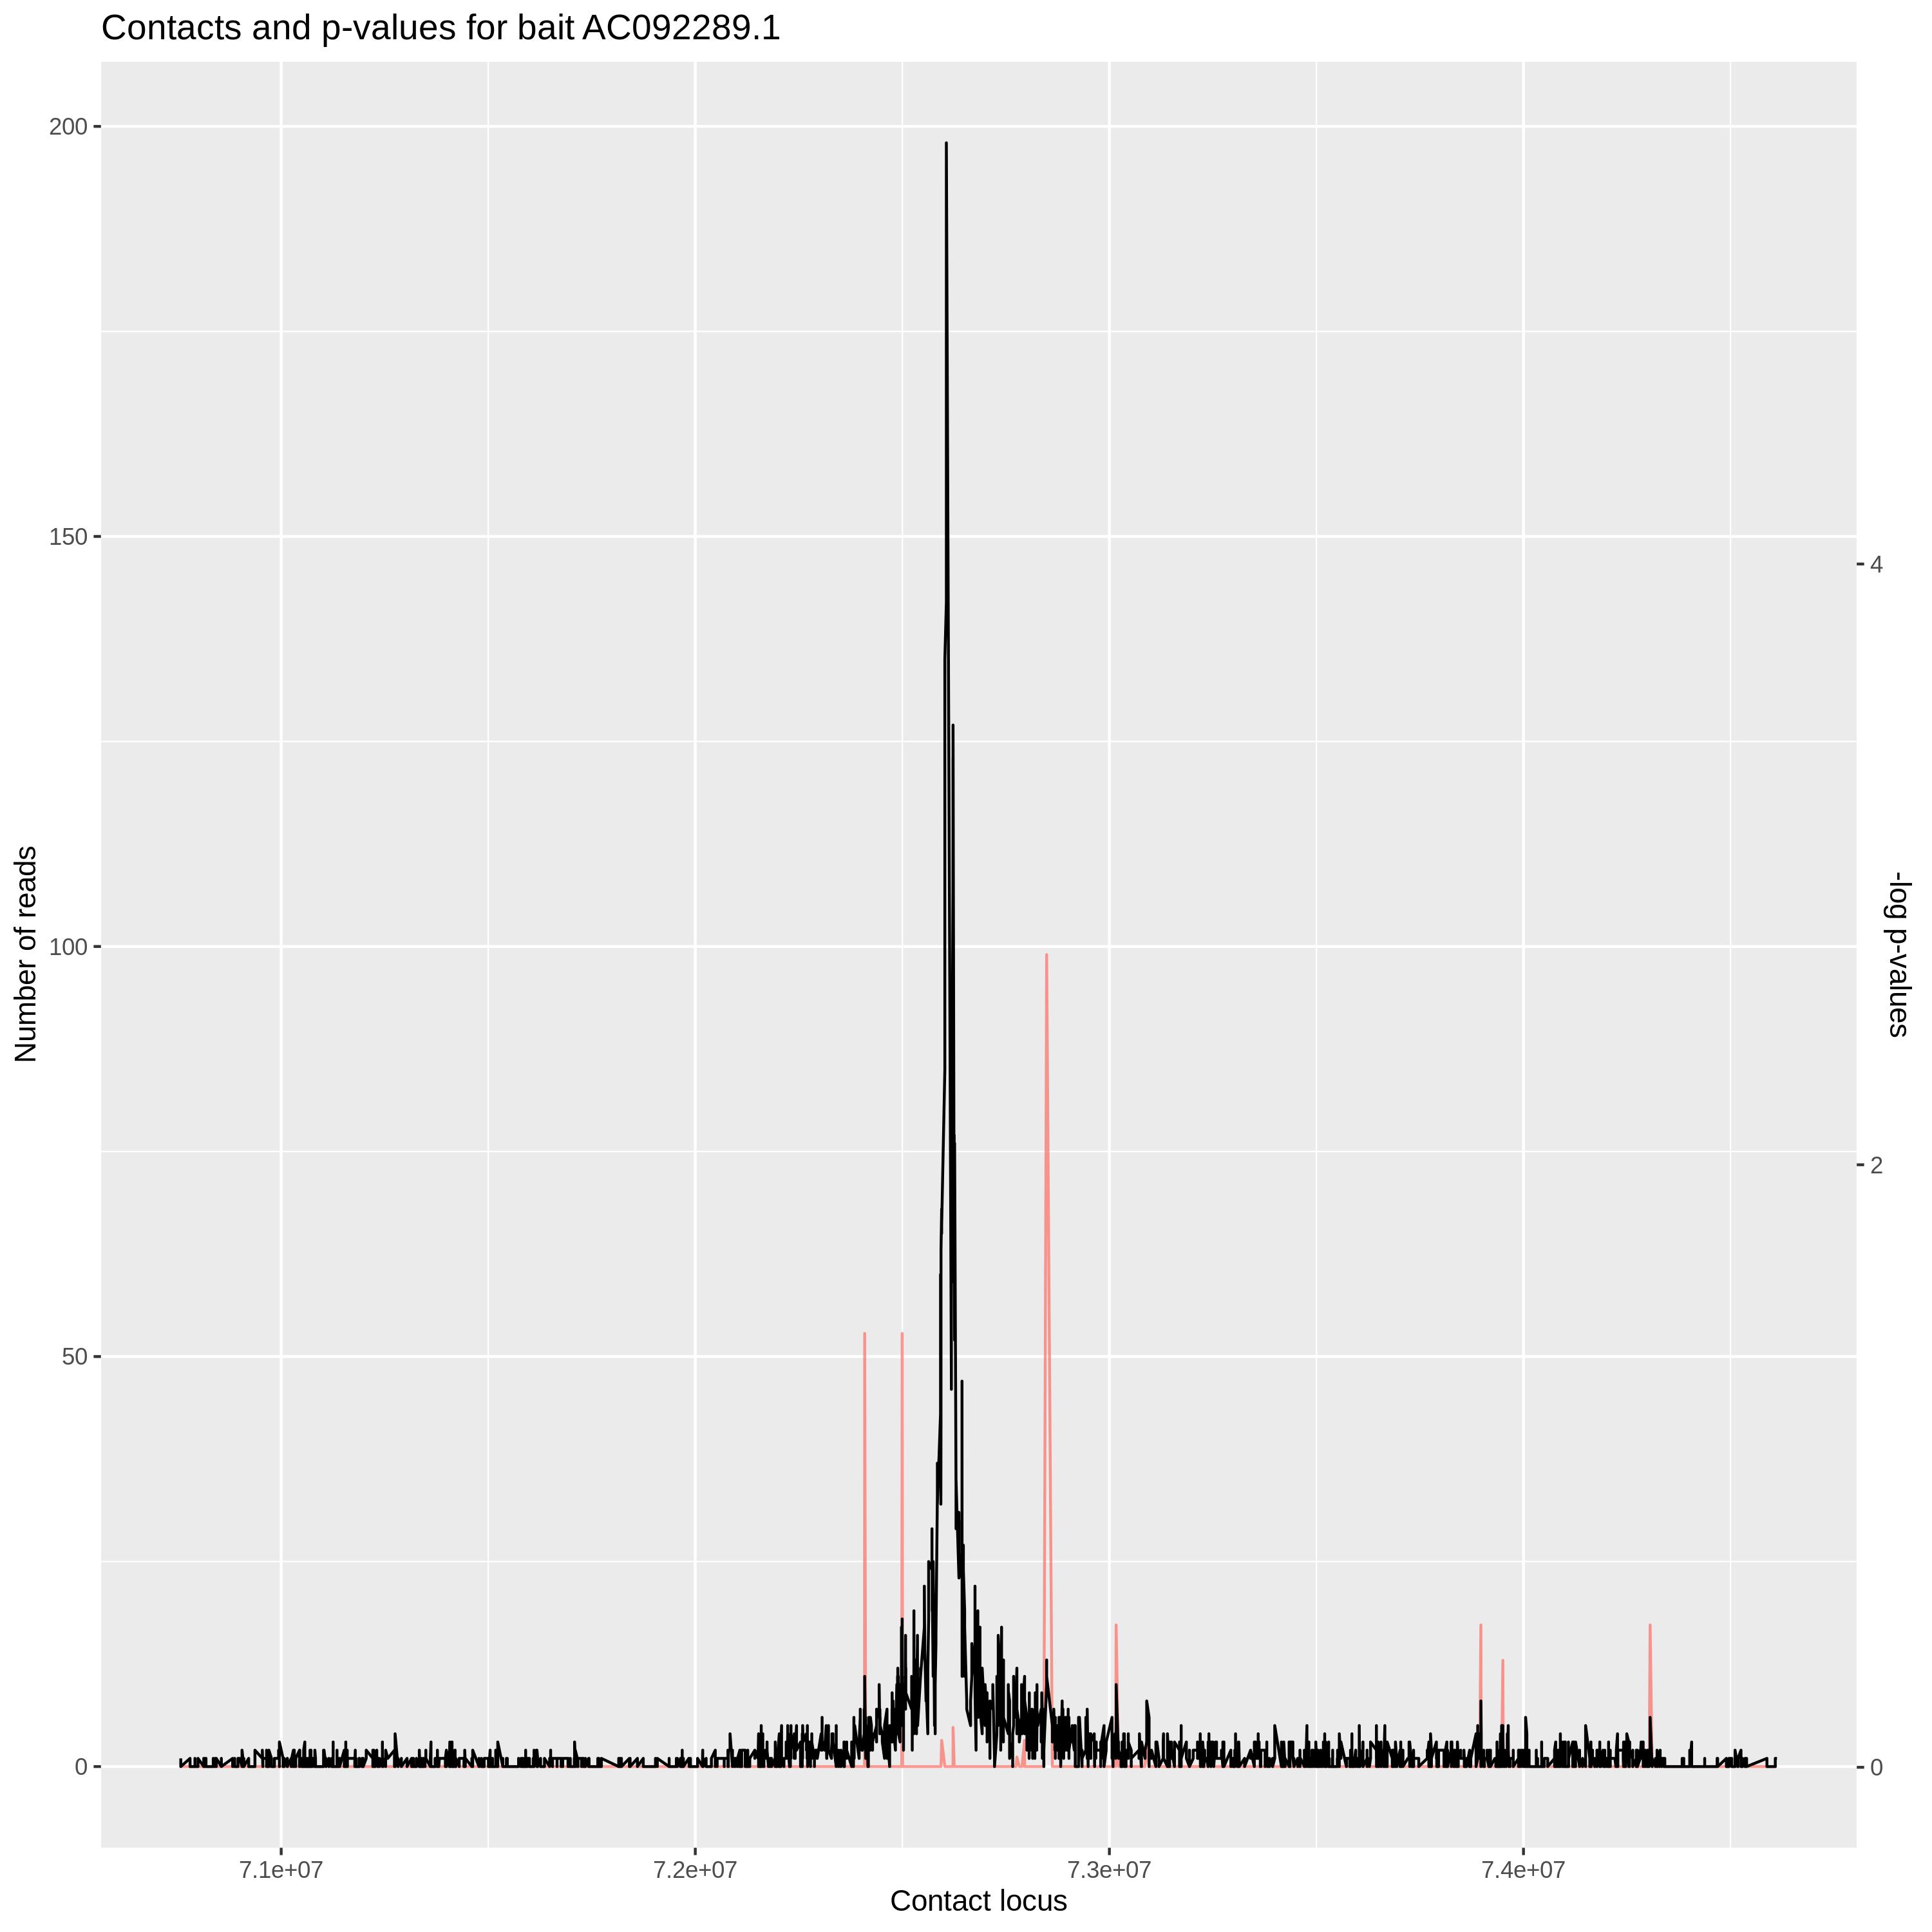 Contacts and p-values for bait AC092289.1
200
150
100
50
0
Number of reads
4
2
0
-log p-values
7.1e+07
7.2e+07
7.3e+07
7.4e+07
Contact locus